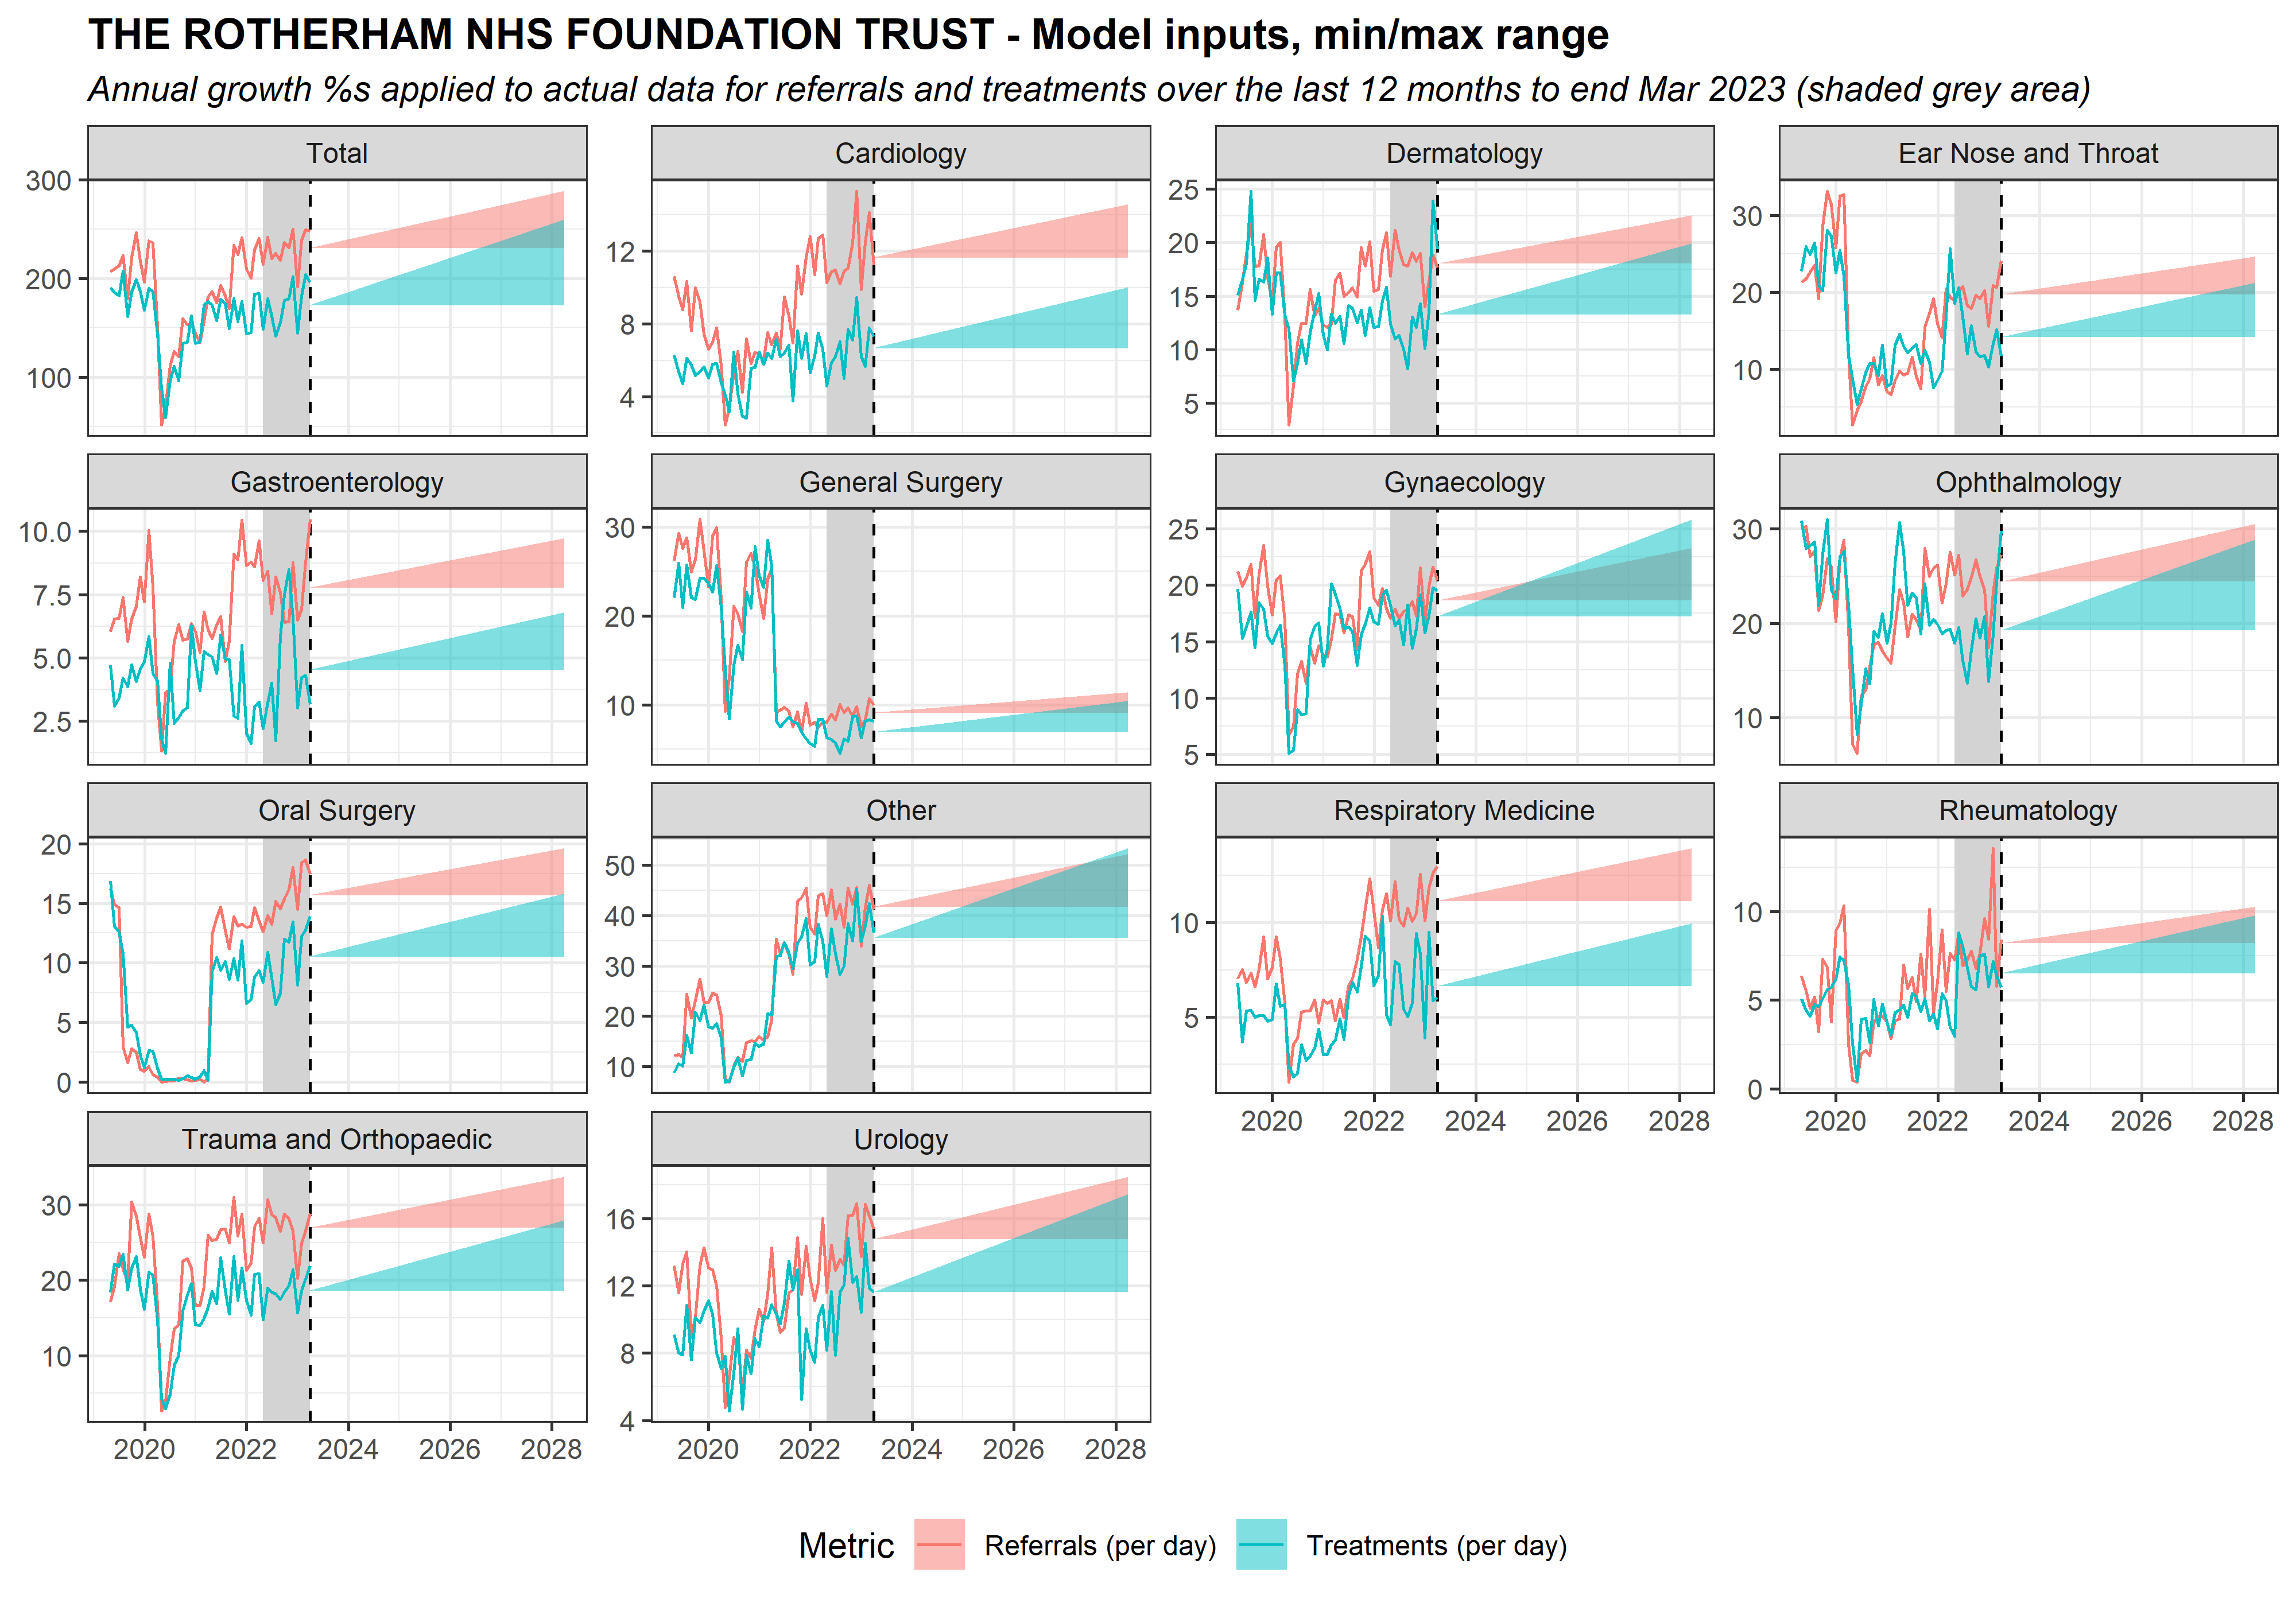 THE ROTHERHAM NHS FOUNDATION TRUST - Model inputs, min/max range
Annual growth %s applied to actual data for referrals and treatments over the last 12 months to end Mar 2023 (shaded grey area)
Total
Cardiology
Dermatology
Ear Nose and Throat
300
200
100
12
8
4
25
20
15
10
5
30
20
10
Gastroenterology
General Surgery
Gynaecology
Ophthalmology
10.0
7.5
5.0
2.5
30
20
10
25
20
15
10
5
30
20
10
Oral Surgery
Other
Respiratory Medicine
Rheumatology
20
15
10
5
0
50
40
30
20
10
10
5
10
5
0
2020 2022 2024 2026 2028
2020 2022 2024 2026 2028
Trauma and Orthopaedic
Urology
30
20
10
16
12
8
4
2020 2022 2024 2026 2028
2020 2022 2024 2026 2028
Metric Referrals (per day) Treatments (per day)